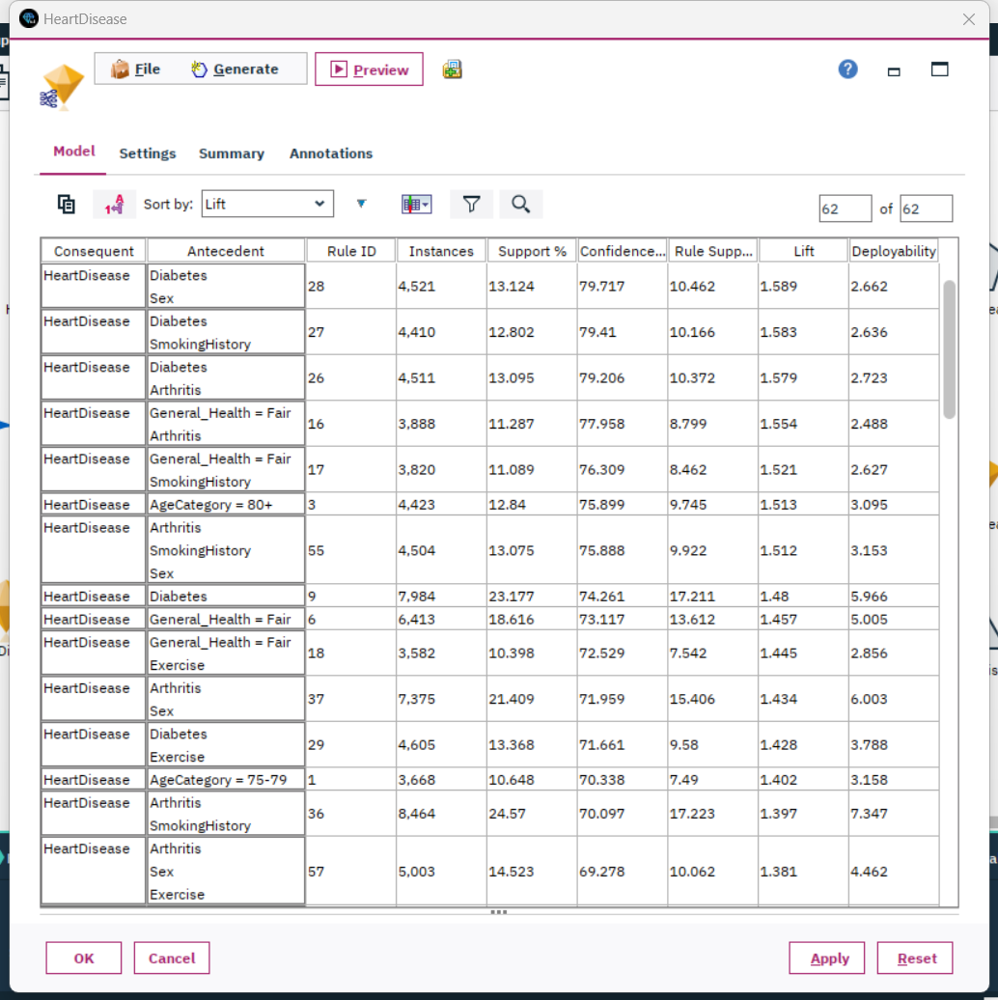 HeartDisease
File Generate Preview
Model Settings Summary Annotations
Sort by: Lift 62 of 62
Consequent Antecedent Rule ID Instances Support % Confidence... Rule Supp... Lift Deployability
HeartDisease Diabetes
Sex 28 4,521 13.124 79.717 10.462 1.589 2.662
HeartDisease Diabetes
SmokingHistory 27 4,410 12.802 79.41 10.166 1.583 2.636
HeartDisease Diabetes
Arthritis 26 4,511 13.095 79.206 10.372 1.579 2.723
HeartDisease General_Health = Fair
Arthritis 16 3,888 11.287 77.958 8.799 1.554 2.488
HeartDisease General_Health = Fair
SmokingHistory 17 3,820 11.089 76.309 8.462 1.521 2.627
HeartDisease AgeCategory = 80+ 3 4,423 12.84 75.899 9.745 1.513 3.095
HeartDisease Arthritis
SmokingHistory 55 4,504 13.075 75.888 9.922 1.512 3.153
Sex
HeartDisease Diabetes 9 7,984 23.177 74.261 17.211 1.48 5.966
HeartDisease General_Health = Fair 6 6,413 18.616 73.117 13.612 1.457 5.005
HeartDisease General_Health = Fair
Exercise 18 3,582 10.398 72.529 7.542 1.445 2.856
HeartDisease Arthritis
Sex 37 7,375 21.409 71.959 15.406 1.434 6.003
HeartDisease Diabetes
Exercise 29 4,605 13.368 71.661 9.58 1.428 3.788
HeartDisease AgeCategory = 75-79 1 3,668 10.648 70.338 7.49 1.402 3.158
HeartDisease Arthritis
SmokingHistory 36 8,464 24.57 70.097 17.223 1.397 7.347
HeartDisease Arthritis
Sex 57 5,003 14.523 69.278 10.062 1.381 4.462
Exercise
OK Cancel Apply Reset